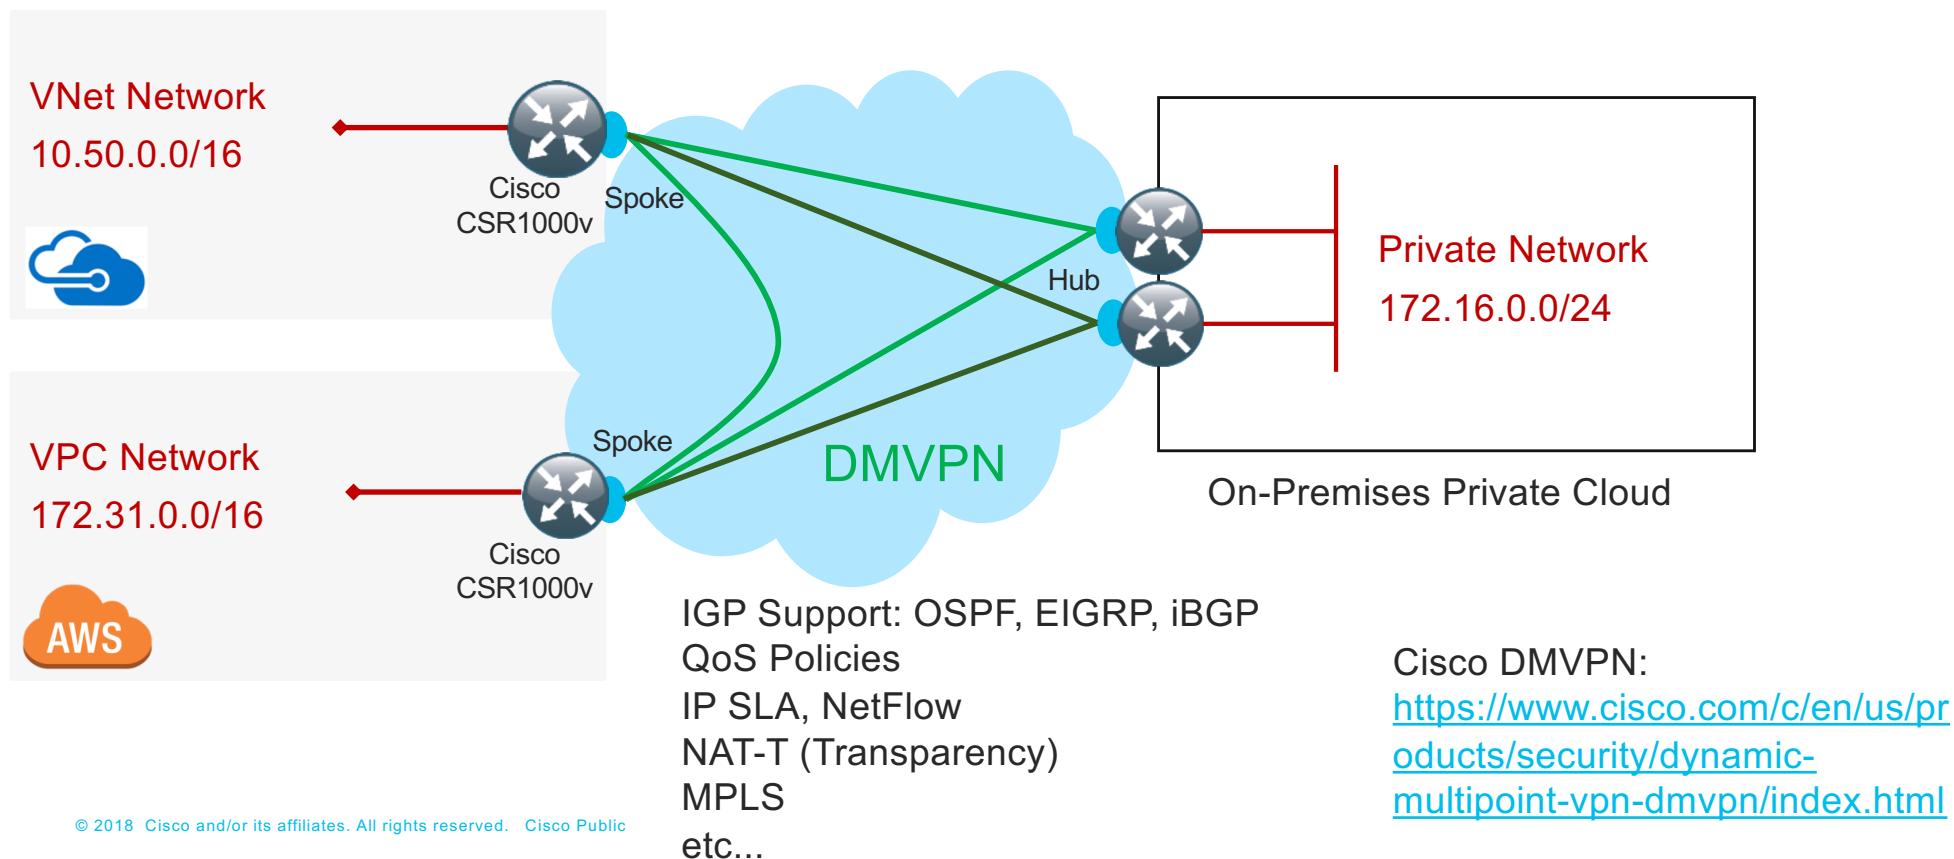 VNet Network
10.50.0.0/16
Cisco
CSR1000v
Spoke
Hub
Private Network
172.16.0.0/24
VPC Network
172.31.0.0/16
Spoke
DMVPN
Cisco
CSR1000v
AWS
On-Premises Private Cloud
IGP Support: OSPF, EIGRP, iBGP
QoS Policies
IP SLA, NetFlow
NAT-T (Transparency)
MPLS
etc...
Cisco DMVPN:
https://www.cisco.com/c/en/us/pr
oducts/security/dynamic-
multipoint-vpn-dmvpn/index.html
© 2018 Cisco and/or its affiliates. All rights reserved. Cisco Public